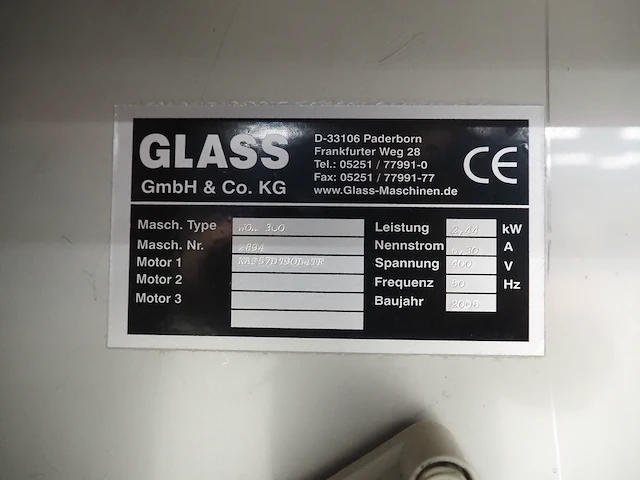 GLASS
GmbH & Co. KG
D-33106 Paderborn
Frankfurter Weg 28
Tel.: 05251 / 77991-0
Fax: 05251 / 77991-77
www.Glass-Maschinen.de
CE
Masch. Type
Masch. Nr.
Motor 1
Motor 2
Motor 3
Leistung 2,44 kW
Nennstrom A
Spannung 400 V
Frequenz 50 Hz
Baujahr